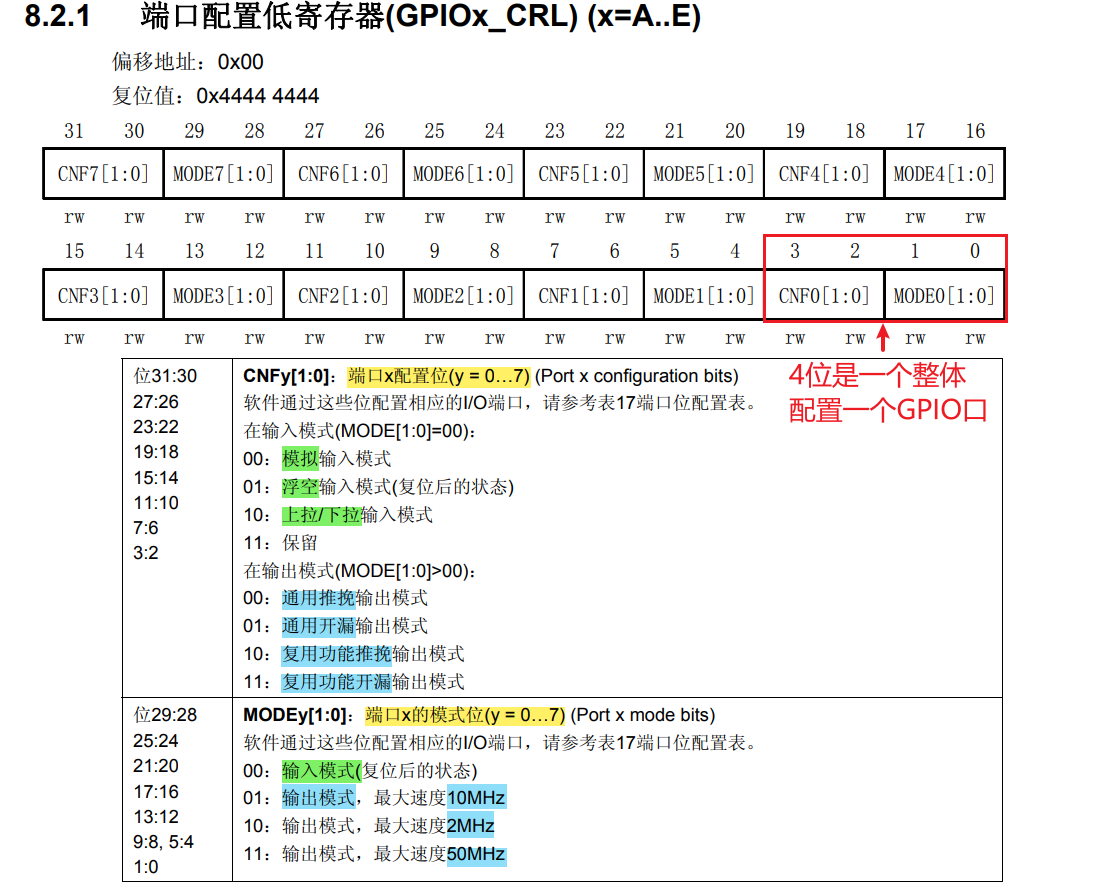 8.2.1 端口配置低寄存器(GPIOx_CRL) (x=A..E)
偏移地址：0x00
复位值：0x4444 4444
31 30 29 28 27 26 25 24 23 22 21 20 19 18 17 16
CNF7[1:0] MODE7[1:0] CNF6[1:0] MODE6[1:0] CNF5[1:0] MODE5[1:0] CNF4[1:0] MODE4[1:0]
rw rw rw rw rw rw rw rw rw rw rw rw rw rw rw rw
15 14 13 12 11 10 9 8 7 6 5 4 3 2 1 0
CNF3[1:0] MODE3[1:0] CNF2[1:0] MODE2[1:0] CNF1[1:0] MODE1[1:0] CNF0[1:0] MODE0[1:0]
rw rw rw rw rw rw rw rw rw rw rw rw rw rw rw rw
4位是一个整体
配置一个GPIO口
位31:30
27:26
23:22
19:18
15:14
11:10
7:6
3:2
CNFy[1:0]：端口x配置位(y = 0…7) (Port x configuration bits)
软件通过这些位配置相应的I/O端口，请参考表17端口位配置表。
在输入模式(MODE[1:0]=00)：
00：模拟输入模式
01：浮空输入模式(复位后的状态)
10：上拉/下拉输入模式
11：保留
在输出模式(MODE[1:0]>00)：
00：通用推挽输出模式
01：通用开漏输出模式
10：复用功能推挽输出模式
11：复用功能开漏输出模式
位29:28
25:24
21:20
17:16
13:12
9:8, 5:4
1:0
MODEy[1:0]：端口x的模式位(y = 0…7) (Port x mode bits)
软件通过这些位配置相应的I/O端口，请参考表17端口位配置表。
00：输入模式(复位后的状态)
01：输出模式，最大速度10MHz
10：输出模式，最大速度2MHz
11：输出模式，最大速度50MHz